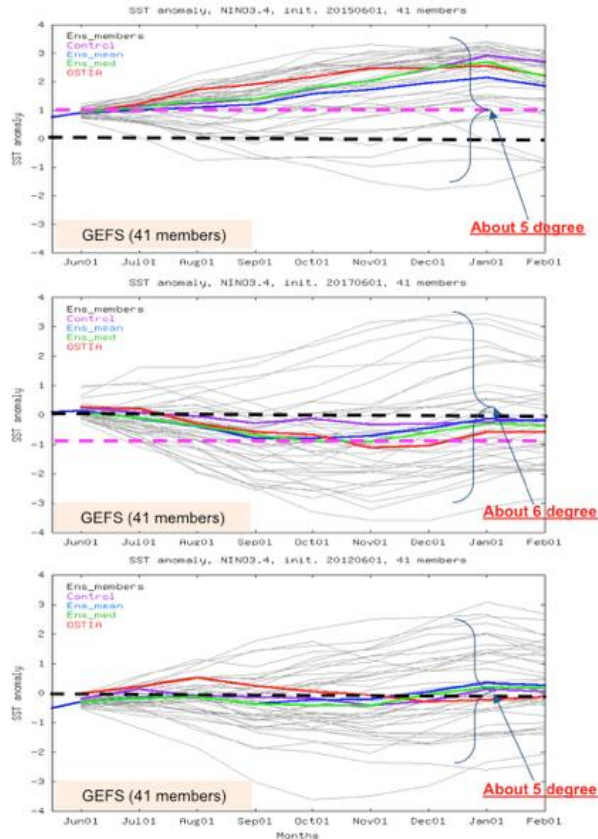 SST anomaly, NINO3.4, init. 20150601, 41 members
4
3
2
1
0
-1
-2
-3
-4
SST anomaly
Ens_members
Control
Ens_mean
Ens_med
OSTIA
GEFS (41 members)
About 5 degree
Jun01 Jul01 Aug01 Sep01 Oct01 Nov01 Dec01 Jan01 Feb01
SST anomaly, NINO3.4, init. 20170601, 41 members
4
3
2
1
0
-1
-2
-3
-4
SST anomaly
Ens_members
Control
Ens_mean
Ens_med
OSTIA
GEFS (41 members)
About 6 degree
Jun01 Jul01 Aug01 Sep01 Oct01 Nov01 Dec01 Jan01 Feb01
SST anomaly, NINO3.4, init. 20120601, 41 members
4
3
2
1
0
-1
-2
-3
-4
SST anomaly
Ens_members
Control
Ens_mean
Ens_med
OSTIA
GEFS (41 members)
About 5 degree
Jun01 Jul01 Aug01 Sep01 Oct01 Nov01 Dec01 Jan01 Feb01
Months